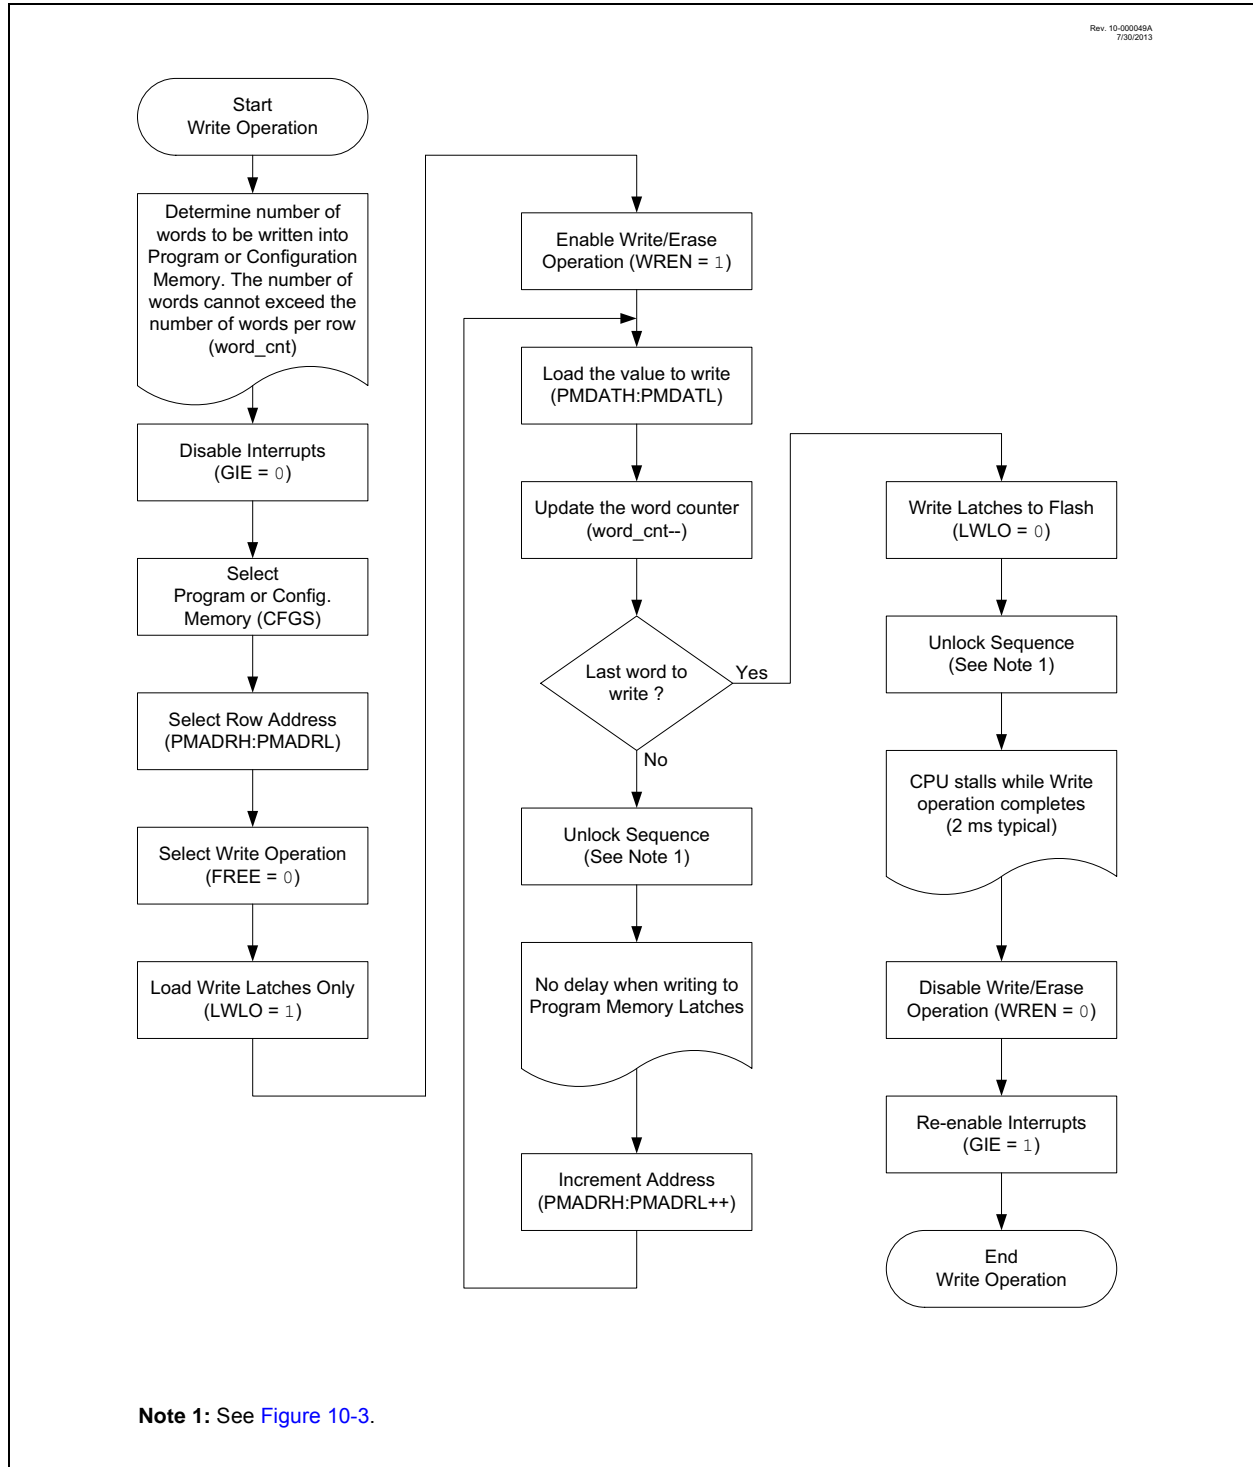 Rev. 10-000049A
7/30/2013
Start
Write Operation
Determine number of
words to be written into
Program or Configuration
Memory. The number of
words cannot exceed the
number of words per row
(word_cnt)
Disable Interrupts
(GIE = 0)
Select
Program or Config.
Memory (CFGS)
Select Row Address
(PMADRH:PMADRL)
Select Write Operation
(FREE = 0)
Load Write Latches Only
(LWLO = 1)
Enable Write/Erase
Operation (WREN = 1)
Load the value to write
(PMDATH:PMDATL)
Update the word counter
(word_cnt--)
Last word to
write ?
Yes
No
Unlock Sequence
(See Note 1)
No delay when writing to
Program Memory Latches
Increment Address
(PMADRH:PMADRL++)
Write Latches to Flash
(LWLO = 0)
Unlock Sequence
(See Note 1)
CPU stalls while Write
operation completes
(2 ms typical)
Disable Write/Erase
Operation (WREN = 0)
Re-enable Interrupts
(GIE = 1)
End
Write Operation
Note 1: See Figure 10-3.